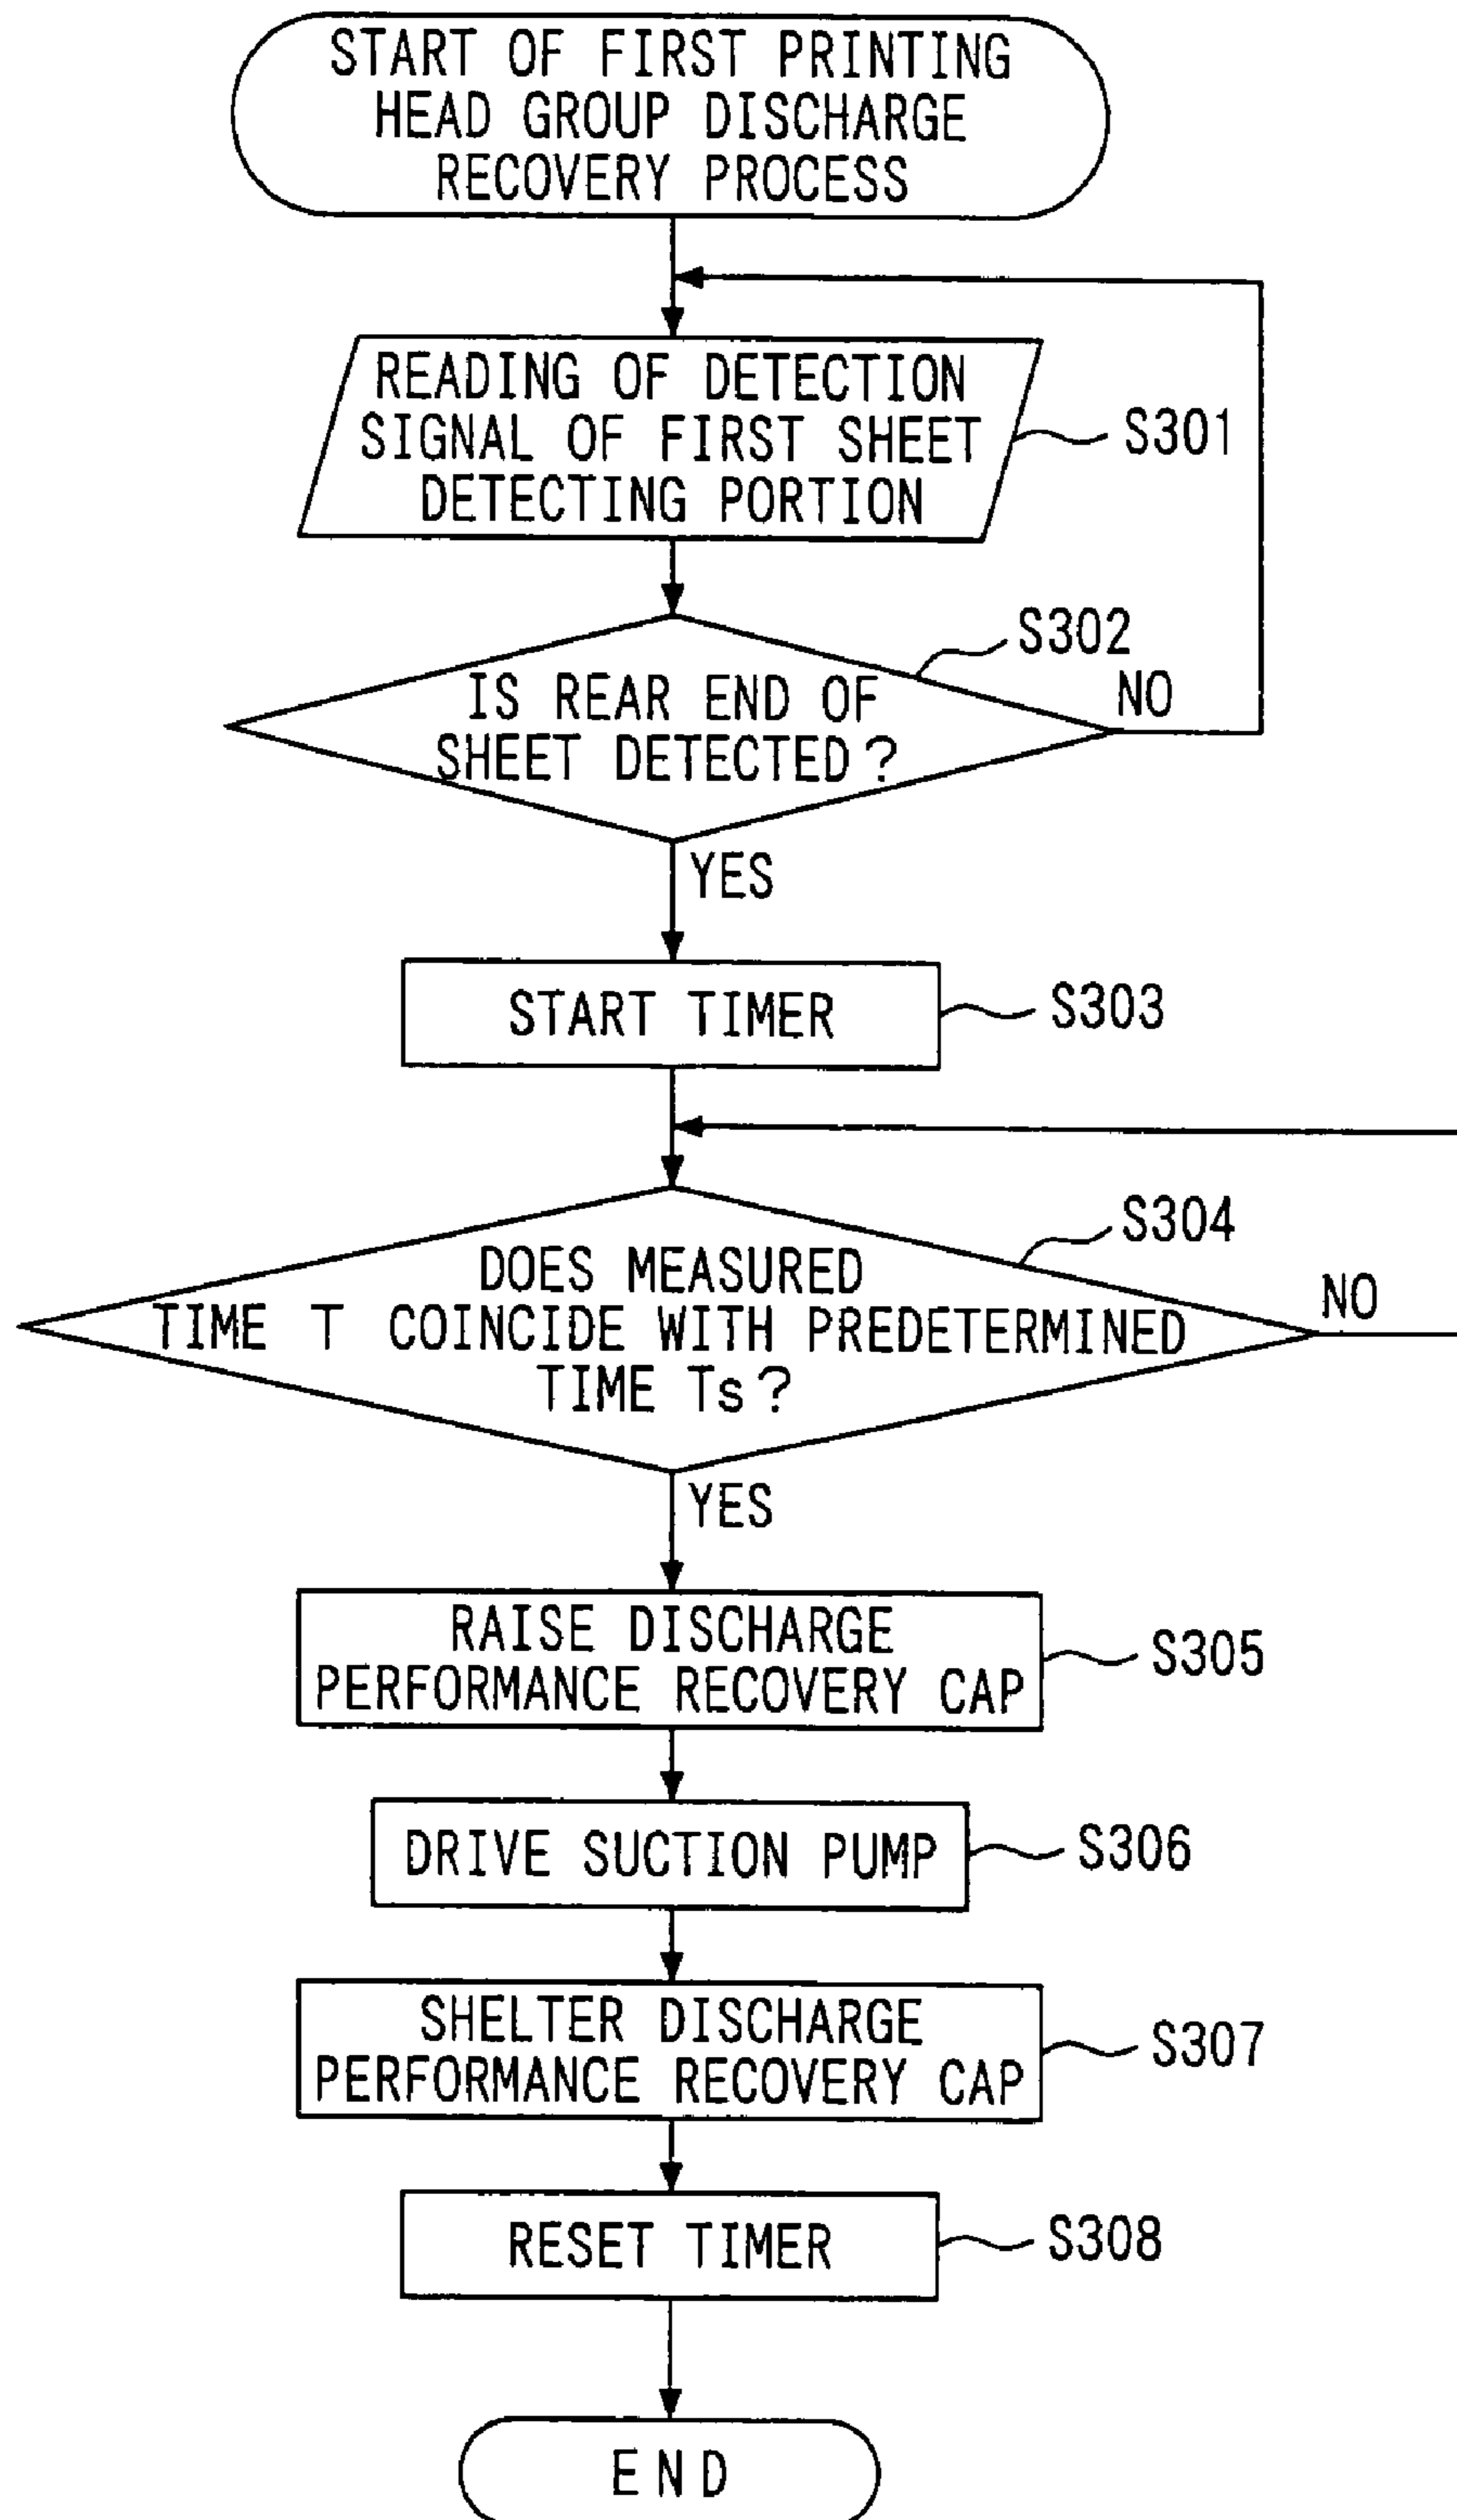 START OF FIRST PRINTING
HEAD GROUP DISCHARGE
RECOVERY PROCESS
READING OF DETECTION
SIGNAL OF FIRST SHEET
DETECTING PORTION
S301
S302
IS REAR END OF
SHEET DETECTED?
NO
YES
START TIMER
S303
S304
DOES MEASURED
TIME T COINCIDE WITH PREDETERMINED
TIME Ts?
NO
YES
RAISE DISCHARGE
PERFORMANCE RECOVERY CAP
S305
DRIVE SUCTION PUMP
S306
SHELTER DISCHARGE
PERFORMANCE RECOVERY CAP
S307
RESET TIMER
S308
END